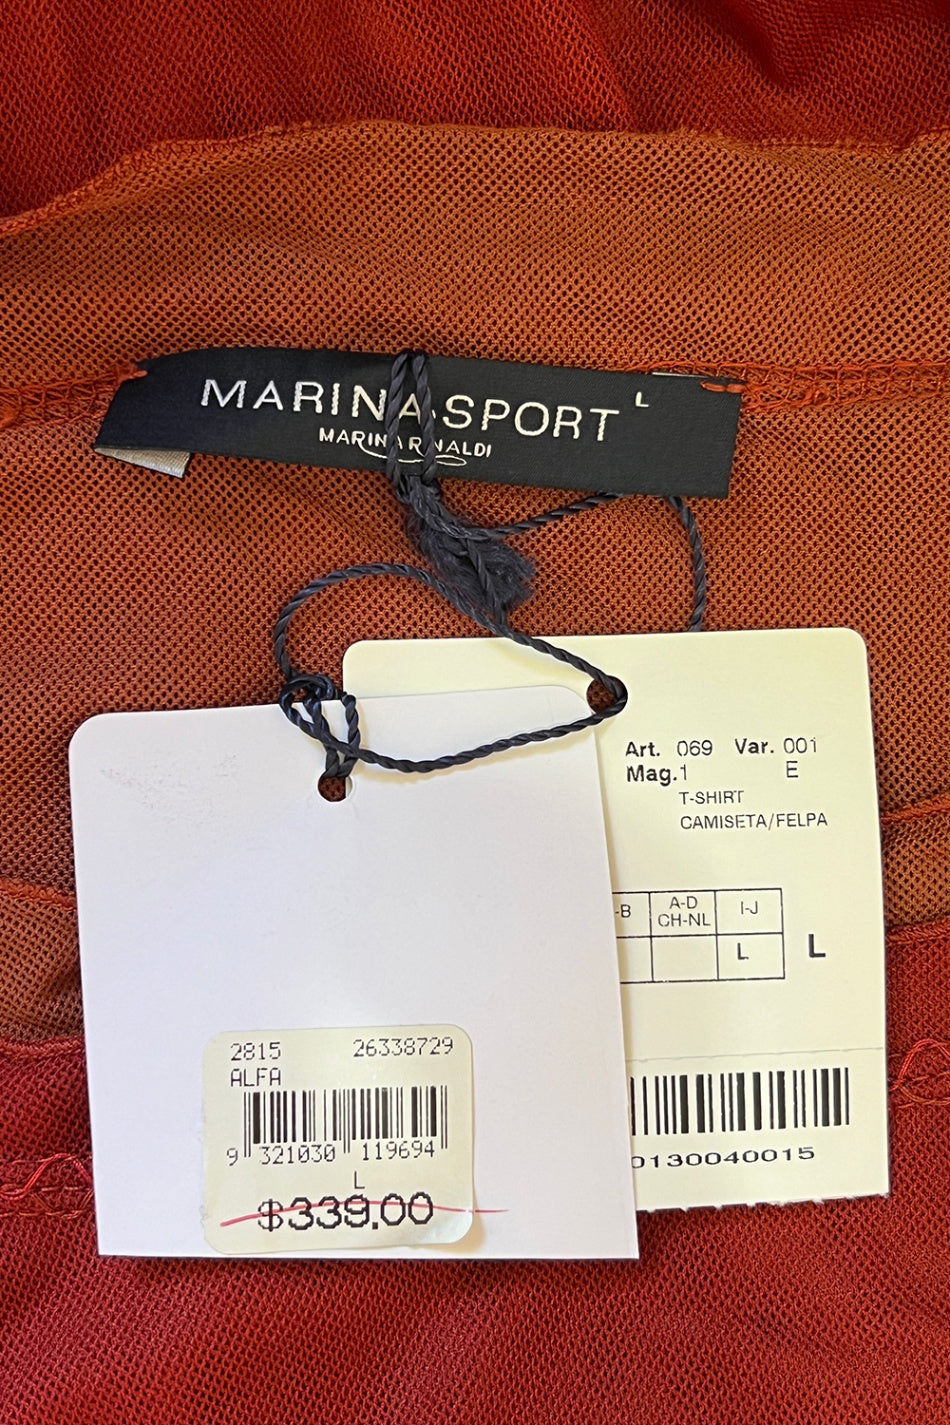 MARINA SPORT L
MARINA RINALDI
Art. 069 Var. 001
Mag.1 E
T-SHIRT
CAMISETA/FELPA
-B A-D CH-NL I-J
L L
0130040015
2815 26338729
ALFA
9 321030 119694
L
$339.00